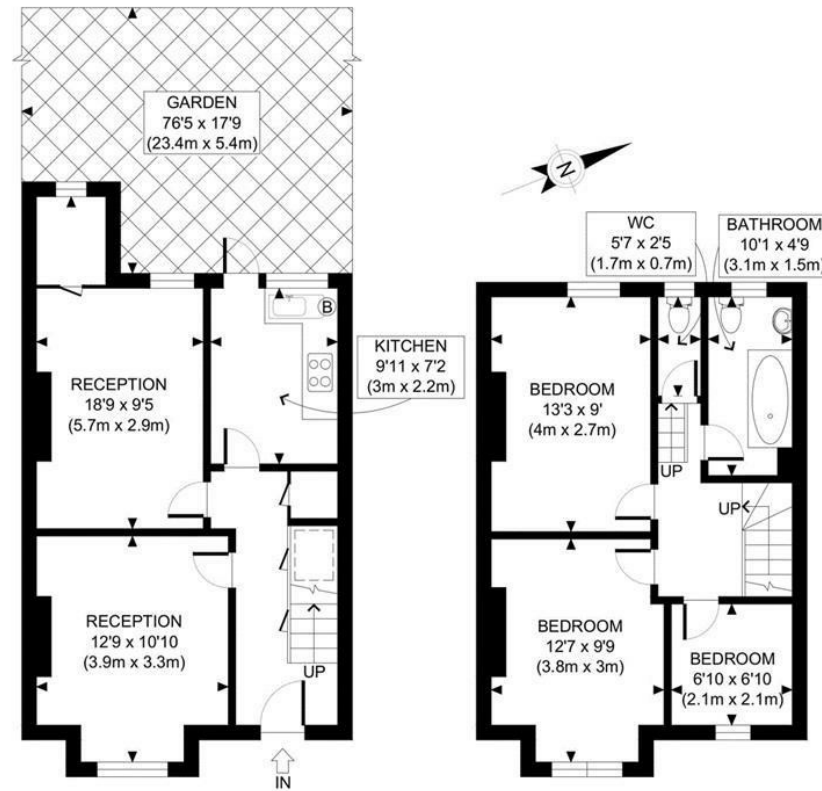 GARDEN
76'5 x 17'9
(23.4m x 5.4m)
N
WC
5'7 x 2'5
(1.7m x 0.7m)
BATHROOM
10'1 x 4'9
(3.1m x 1.5m)
B
KITCHEN
9'11 x 7'2
(3m x 2.2m)
RECEPTION
18'9 x 9'5
(5.7m x 2.9m)
BEDROOM
13'3 x 9'
(4m x 2.7m)
UP
UP
RECEPTION
12'9 x 10'10
(3.9m x 3.3m)
UP
IN
BEDROOM
12'7 x 9'9
(3.8m x 3m)
BEDROOM
6'10 x 6'10
(2.1m x 2.1m)